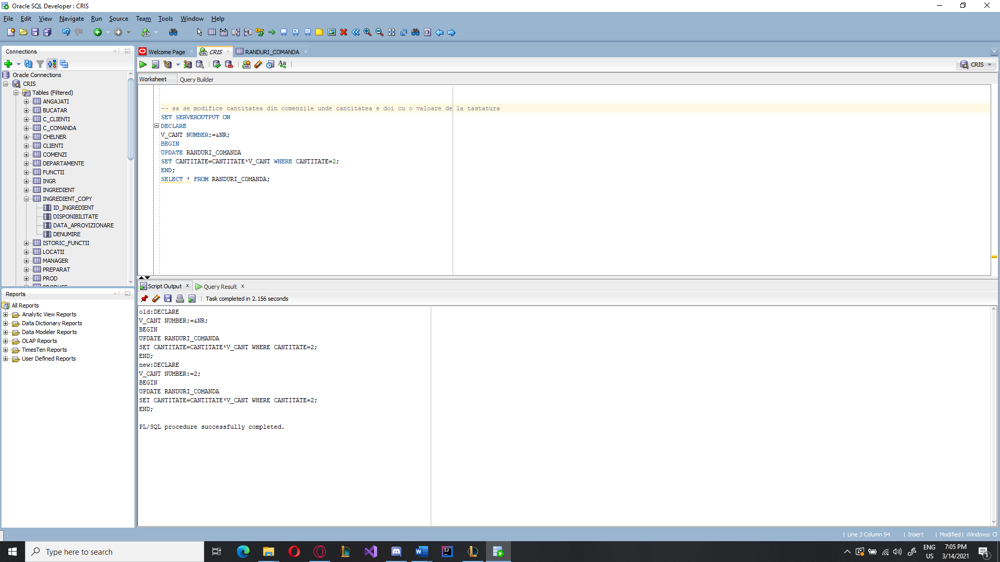 Oracle SQL Developer : CRIS
File Edit View Navigate Run Source Team Tools Window Help
Connections
Oracle Connections
CRIS
Tables (Filtered)
ANGAJATI
BUCATAR
C_CLIENTI
C_COMANDA
CHELNER
CLIENTI
COMENZI
DEPARTAMENTE
FUNCTII
INGR
INGREDIENT
INGREDIENT_COPY
ID_INGREDIENT
DISPONIBILITATE
DATA_APROVIZIONARE
DENUMIRE
ISTORIC_FUNCTII
LOCATII
MANAGER
PREPARAT
PROD
Reports
All Reports
Analytic View Reports
Data Dictionary Reports
Data Modeler Reports
OLAP Reports
TimesTen Reports
User Defined Reports
Welcome Page CRIS RANDURI_COMANDA
CRIS
Worksheet Query Builder
-- sa se modifice cantitatea din comenzile unde cantitatea e doi cu o valoare de la tastatura
SET SERVEROUTPUT ON
DECLARE
V_CANT NUMBER:=&NR;
BEGIN
UPDATE RANDURI_COMANDA
SET CANTITATE=CANTITATE*V_CANT WHERE CANTITATE=2;
END;
SELECT * FROM RANDURI_COMANDA;
Script Output x Query Result x
Task completed in 2.156 seconds
old:DECLARE
V_CANT NUMBER:=&NR;
BEGIN
UPDATE RANDURI_COMANDA
SET CANTITATE=CANTITATE*V_CANT WHERE CANTITATE=2;
END;
new:DECLARE
V_CANT NUMBER:=2;
BEGIN
UPDATE RANDURI_COMANDA
SET CANTITATE=CANTITATE*V_CANT WHERE CANTITATE=2;
END;
PL/SQL procedure successfully completed.
Line 3 Column 94 | Insert | Modified | Windows: CF
Type here to search
ENG
US
7:05 PM
3/14/2021
1